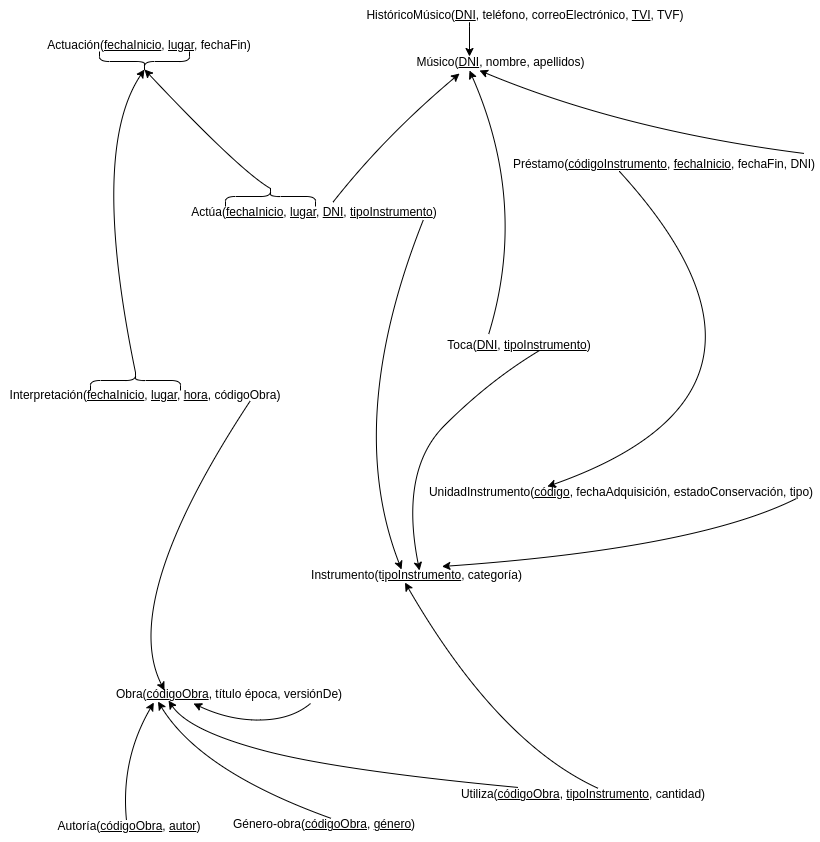 HistóricoMúsico(DNI, teléfono, correoElectrónico, TVI, TVF)
Actuación(fechaInicio, lugar, fechaFin)
Músico(DNI, nombre, apellidos)
Préstamo(códigoInstrumento, fechaInicio, fechaFin, DNI)
Actúa(fechaInicio, lugar, DNI, tipoInstrumento)
Toca(DNI, tipoInstrumento)
Interpretación(fechaInicio, lugar, hora, códigoObra)
UnidadInstrumento(código, fechaAdquisición, estadoConservación, tipo)
Instrumento(tipoInstrumento, categoría)
Obra(códigoObra, título época, versiónDe)
Utiliza(códigoObra, tipoInstrumento, cantidad)
Autoría(códigoObra, autor)
Género-obra(códigoObra, género)